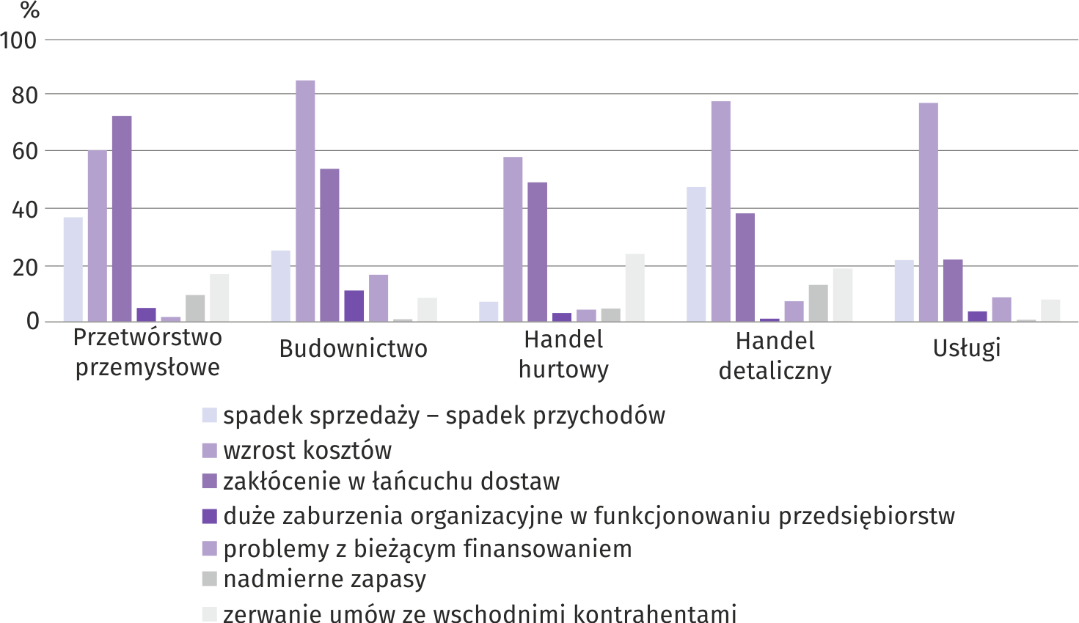 %
100
80
60
40
20
0
Przetwórstwo
przemysłowe
Budownictwo
Handel
hurtowy
Handel
detaliczny
Usługi
spadek sprzedaży – spadek przychodów
wzrost kosztów
zakłócenie w łańcuchu dostaw
duże zaburzenia organizacyjne w funkcjonowaniu przedsiębiorstw
problemy z bieżącym finansowaniem
nadmierne zapasy
zerwanie umów ze wschodnimi kontrahentami